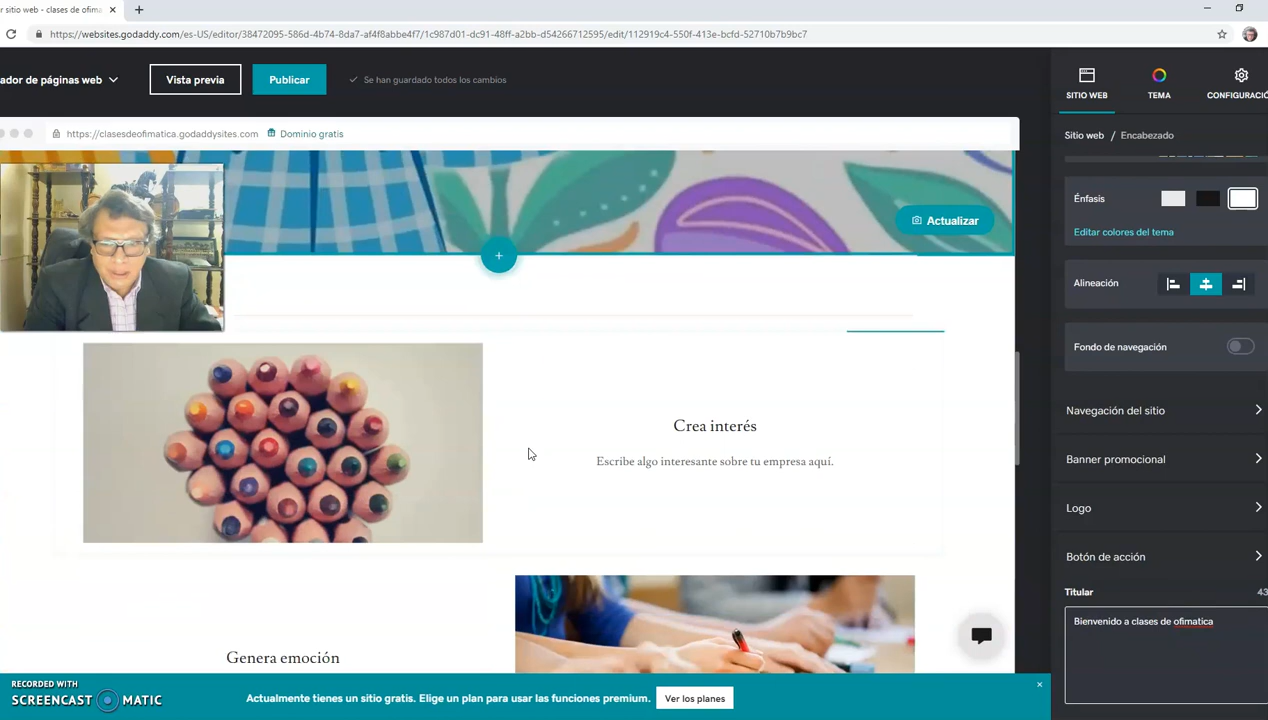 r sitio web - clases de ofima
https://websites.godaddy.com/es-US/editor/38472095-586d-4b74-8da7-af4f8abbe4f7/1c987d01-dc91-48ff-a2bb-d54266712595/edit/112919c4-550f-413e-bcfd-52710b7b9bc7
ador de páginas web
Vista previa
Publicar
Se han guardado todos los cambios
SITIO WEB
TEMA
CONFIGURACIÓ
https://clasesdeofimatica.godaddysites.com
Dominio gratis
Sitio web / Encabezado
Énfasis
Actualizar
Editar colores del tema
Alineación
Fondo de navegación
Navegación del sitio
Crea interés
Escribe algo interesante sobre tu empresa aquí.
Banner promocional
Logo
Botón de acción
Titular
43
Bienvenido a clases de ofimatica
Genera emoción
RECORDED WITH
SCREENCAST MATIC
Actualmente tienes un sitio gratis. Elige un plan para usar las funciones premium.
Ver los planes